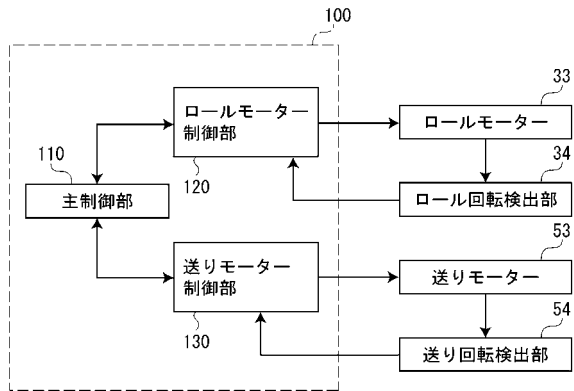 100
ロールモーター
制御部
120
33
ロールモーター
110
主制御部
34
ロール回転検出部
送りモーター
制御部
130
53
送りモーター
54
送り回転検出部